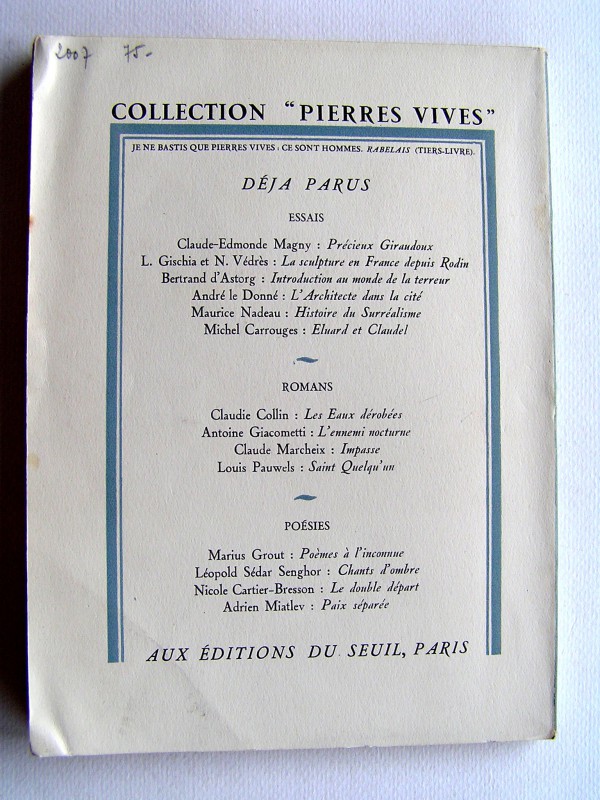 2007 75-
COLLECTION “PIERRES VIVES”
JE NE BASTIS QUE PIERRES VIVES : CE SONT HOMMES. RABELAIS (TIERS-LIVRE).
DÉJA PARUS
ESSAIS
Claude-Edmonde Magny : Précieux Giraudoux
L. Gischia et N. Védrès : La sculpture en France depuis Rodin
Bertrand d'Astorg : Introduction au monde de la terreur
André le Donné : L'Architecte dans la cité
Maurice Nadeau : Histoire du Surréalisme
Michel Carrouges : Eluard et Claudel
ROMANS
Claudie Collin : Les Eaux dérobées
Antoine Giacometti : L'ennemi nocturne
Claude Marcheix : Impasse
Louis Pauwels : Saint Quelqu'un
POÉSIES
Marius Grout : Poèmes à l'inconnue
Léopold Sédar Senghor : Chants d'ombre
Nicole Cartier-Bresson : Le double départ
Adrien Miatlev : Paix séparée
AUX ÉDITIONS DU SEUIL, PARIS